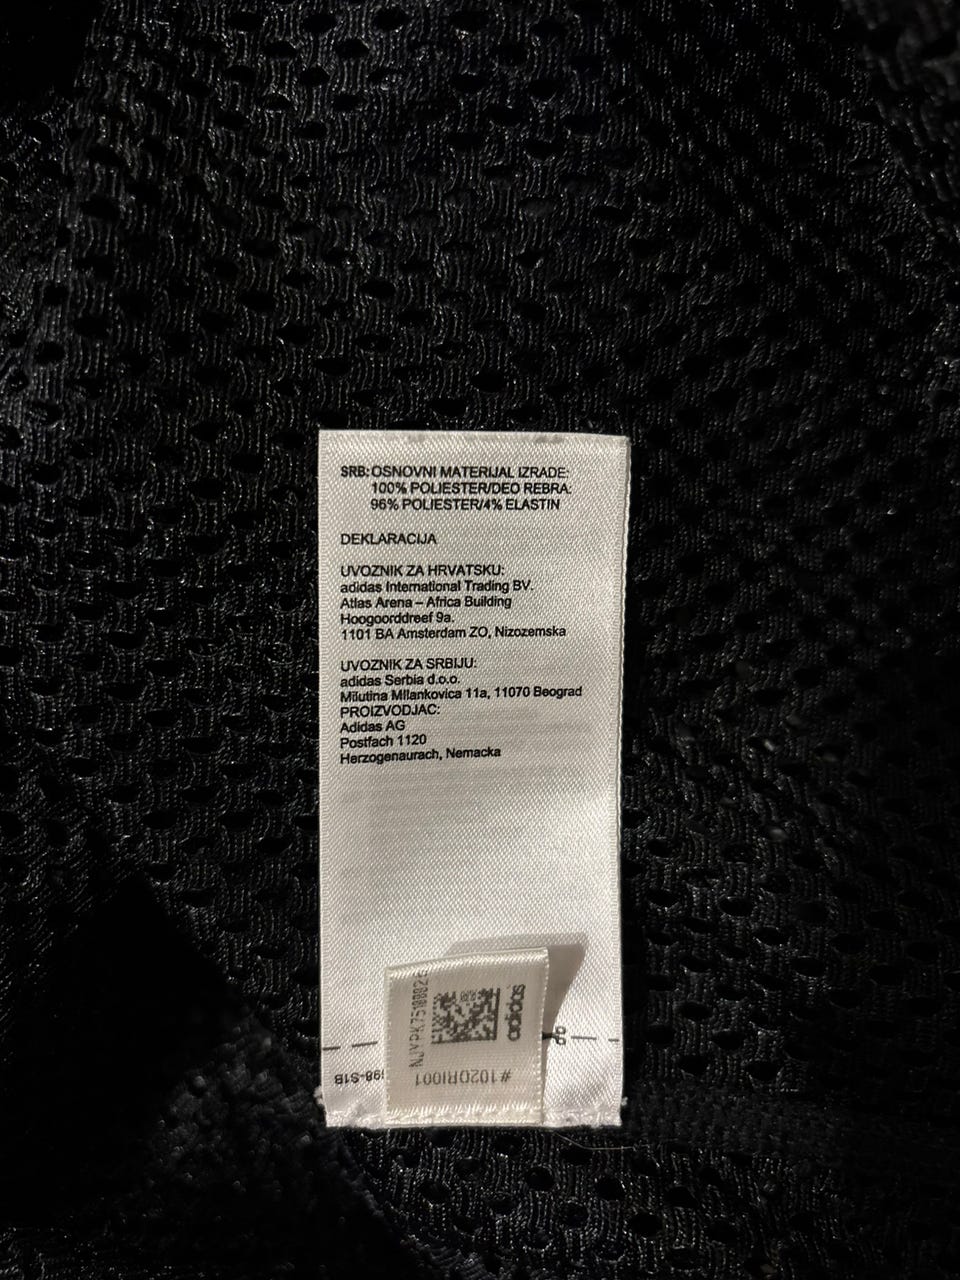 SRB: OSNOVNI MATERIJAL IZRADE:
100% POLIESTER/DEO REBRA:
96% POLIESTER/4% ELASTIN
DEKLARACIJA
UVOZNIK ZA HRVATSKU:
adidas International Trading BV.
Atlas Arena – Africa Building
Hoogoorddreef 9a.
1101 BA Amsterdam ZO, Nizozemska
UVOZNIK ZA SRBIJU:
adidas Serbia d.o.o.
Milutina MIlankovica 11a, 11070 Beograd
PROIZVODJAC:
Adidas AG
Postfach 1120
Herzogenaurach, Nemacka
adidas
#102ORI001